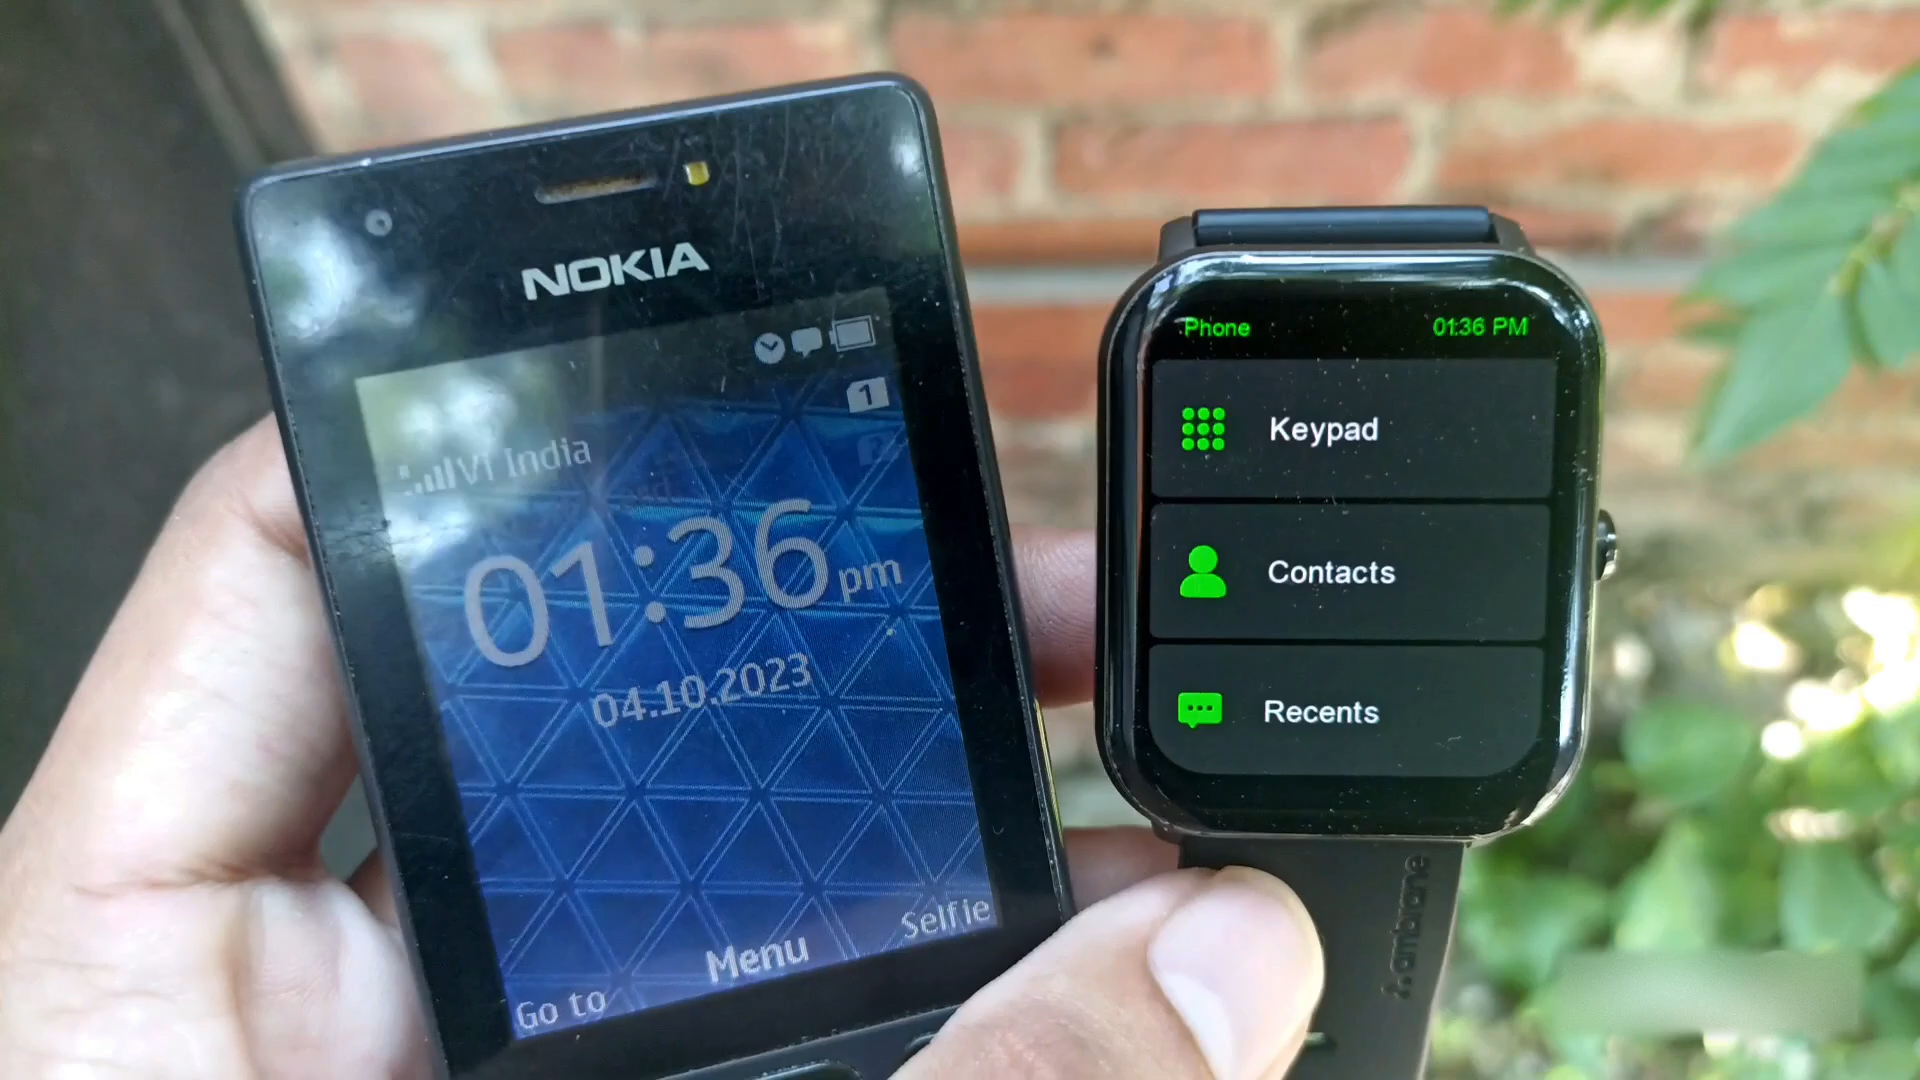 NOKIA
1
Vi India
01:36 pm
04.10.2023
Selfie
Menu
Go to
Phone 01:36 PM
Keypad
Contacts
Recents
ambrane